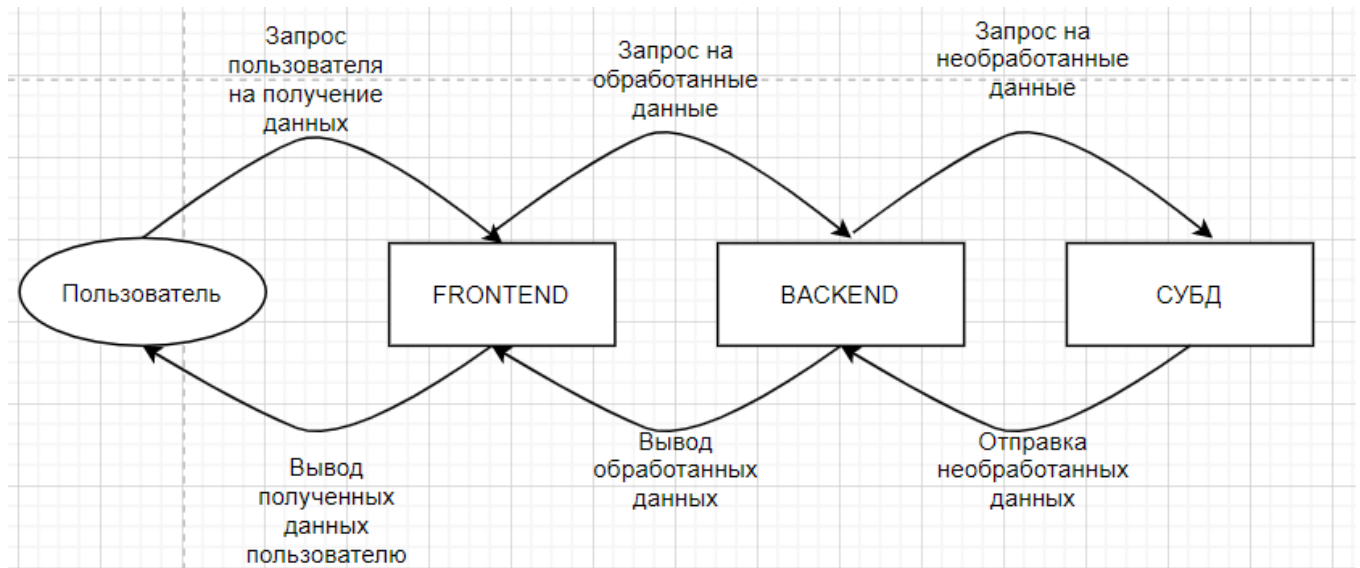 Запрос
пользователя
на получение
данных
Запрос на
обработанные
данные
Запрос на
необработанные
данные
Пользователь
FRONTEND
BACKEND
СУБД
Вывод
полученных
данных
пользователю
Вывод
обработанных
данных
Отправка
необработанных
данных